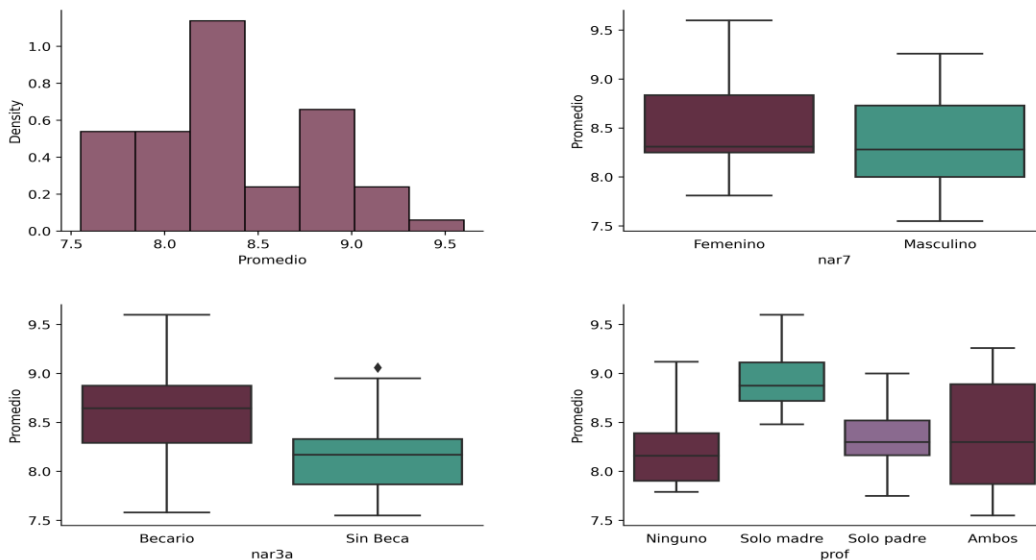 Density
1.0
0.8
0.6
0.4
0.2
0.0
7.5 8.0 8.5 9.0 9.5
Promedio
Promedio
9.5
9.0
8.5
8.0
7.5
Femenino Masculino
nar7
Promedio
9.5
9.0
8.5
8.0
7.5
Becario Sin Beca
nar3a
Promedio
9.5
9.0
8.5
8.0
7.5
Ninguno Solo madre Solo padre Ambos
prof